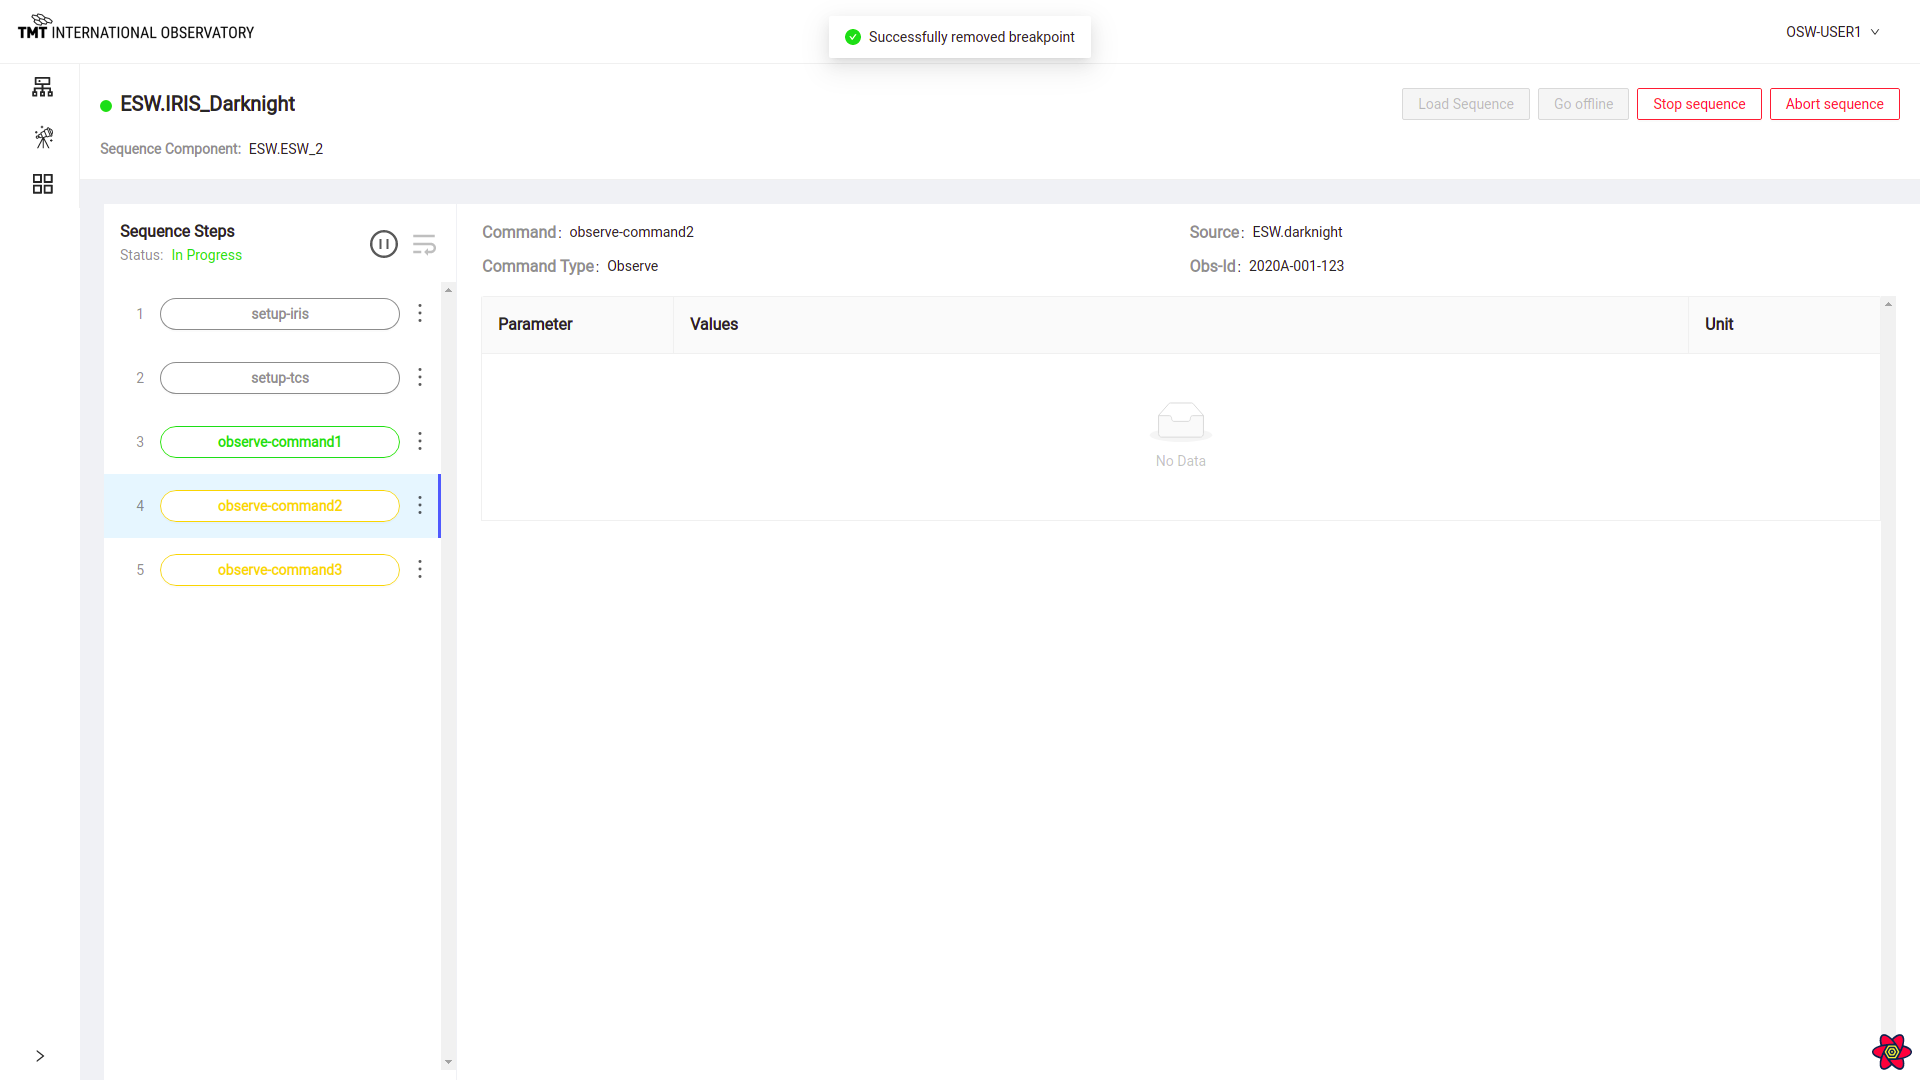 TMT INTERNATIONAL OBSERVATORY
Successfully removed breakpoint
OSW-USER1
ESW.IRIS_Darknight
Load Sequence
Go offline
Stop sequence
Abort sequence
Sequence Component: ESW.ESW_2
Sequence Steps
Status: In Progress
1 setup-iris
2 setup-tcs
3 observe-command1
4 observe-command2
5 observe-command3
Command: observe-command2
Source: ESW.darknight
Command Type: Observe
Obs-Id: 2020A-001-123
Parameter Values Unit
No Data